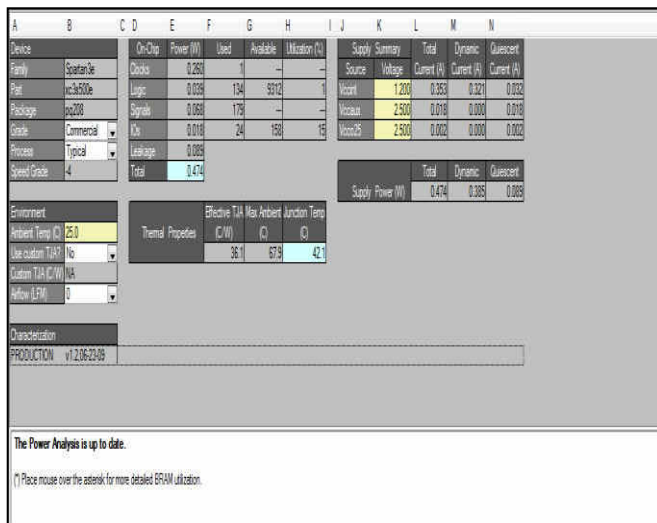 A B C D E F G H I J K L M N
Device On-Chip Power (W) Used Available Utilization (%) Supply Summary Total Dynamic Quiescent
Family Spartan3e Clocks 0.260 1 -- -- Source Voltage Current (A) Current (A) Current (A)
Part xc3s500e Logic 0.039 134 9312 1 Vccint 1.200 0.353 0.321 0.032
Package pq208 Signals 0.068 179 -- -- Vccaux 2.500 0.018 0.000 0.018
Grade Commercial IOs 0.018 24 158 15 Vcco25 2.500 0.002 0.000 0.002
Process Typical Leakage 0.089
Speed Grade -4 Total 0.474 Total Dynamic Quiescent
Supply Power (W) 0.474 0.385 0.089
Environment Effective TJA Max Ambient Junction Temp
Ambient Temp (C) 25.0 Thermal Properties (C/W) (C) (C)
Use custom TJA? No 36.1 67.9 42.1
Custom TJA (C/W) NA
Airflow (LFM) 0
Characterization
PRODUCTION v1.2,06-23-09
The Power Analysis is up to date.
(*) Place mouse over the asterisk for more detailed BRAM utilization.